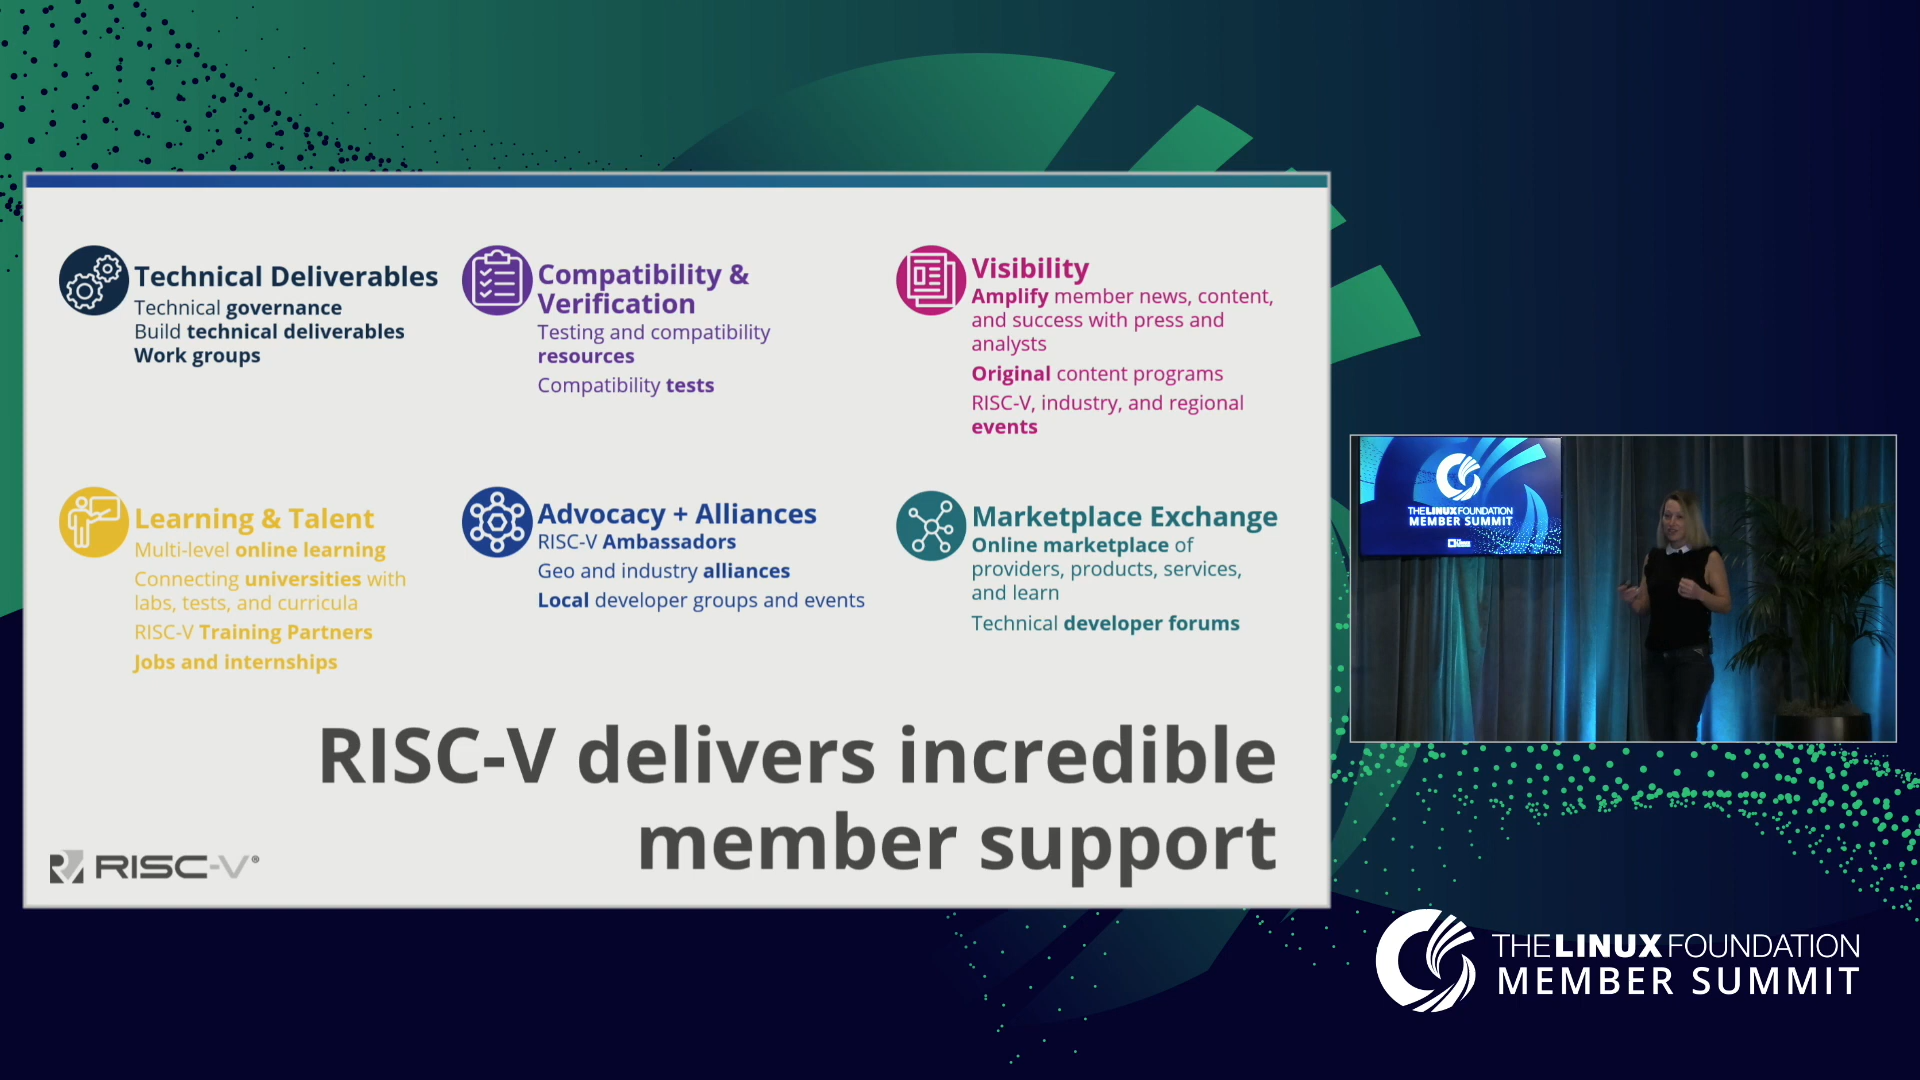 Technical Deliverables
Technical governance
Build technical deliverables
Work groups
Compatibility &
Verification
Testing and compatibility
resources
Compatibility tests
Visibility
Amplify member news, content,
and success with press and
analysts
Original content programs
RISC-V, industry, and regional
events
Learning & Talent
Multi-level online learning
Connecting universities with
labs, tests, and curricula
RISC-V Training Partners
Jobs and internships
Advocacy + Alliances
RISC-V Ambassadors
Geo and industry alliances
Local developer groups and events
Marketplace Exchange
Online marketplace of
providers, products, services,
and learn
Technical developer forums
RISC-V delivers incredible
member support
RISC-V®
THE LINUX FOUNDATION
MEMBER SUMMIT
THE LINUX FOUNDATION
MEMBER SUMMIT